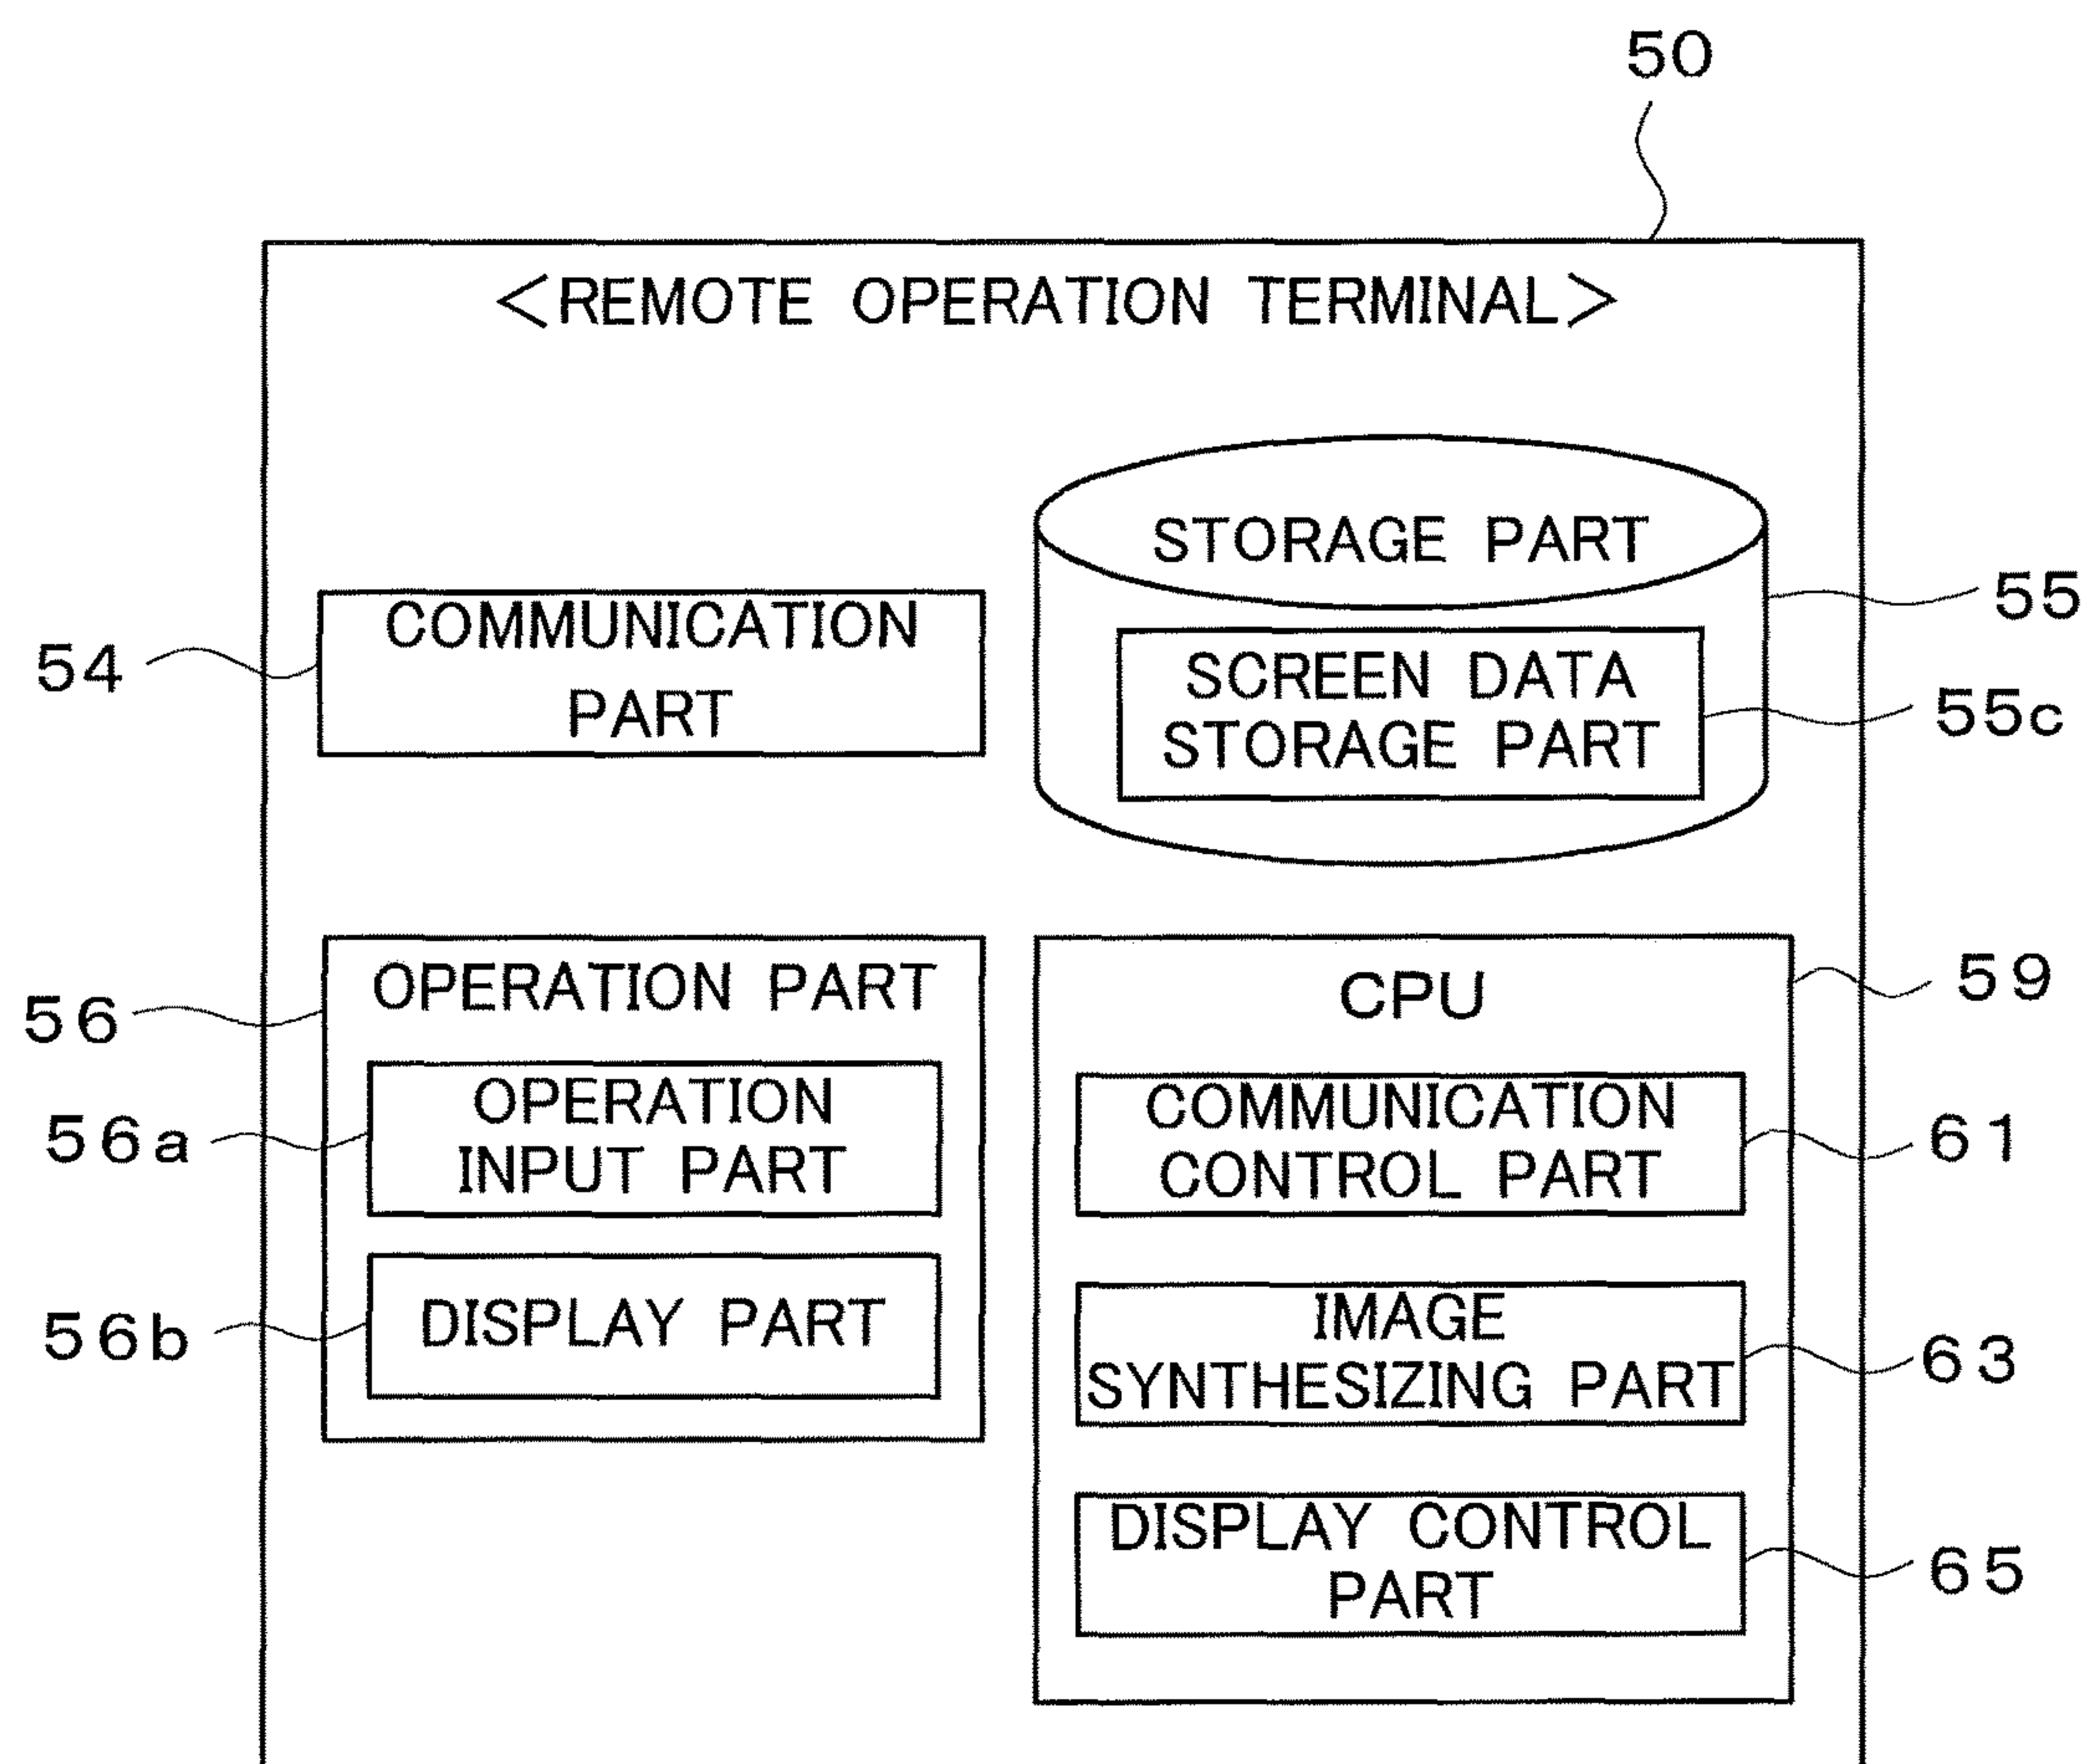 50
<REMOTE OPERATION TERMINAL>
STORAGE PART
55
SCREEN DATA
STORAGE PART
55c
54
COMMUNICATION
PART
56
OPERATION PART
56a
OPERATION
INPUT PART
56b
DISPLAY PART
CPU
59
COMMUNICATION
CONTROL PART
61
IMAGE
SYNTHESIZING PART
63
DISPLAY CONTROL
PART
65